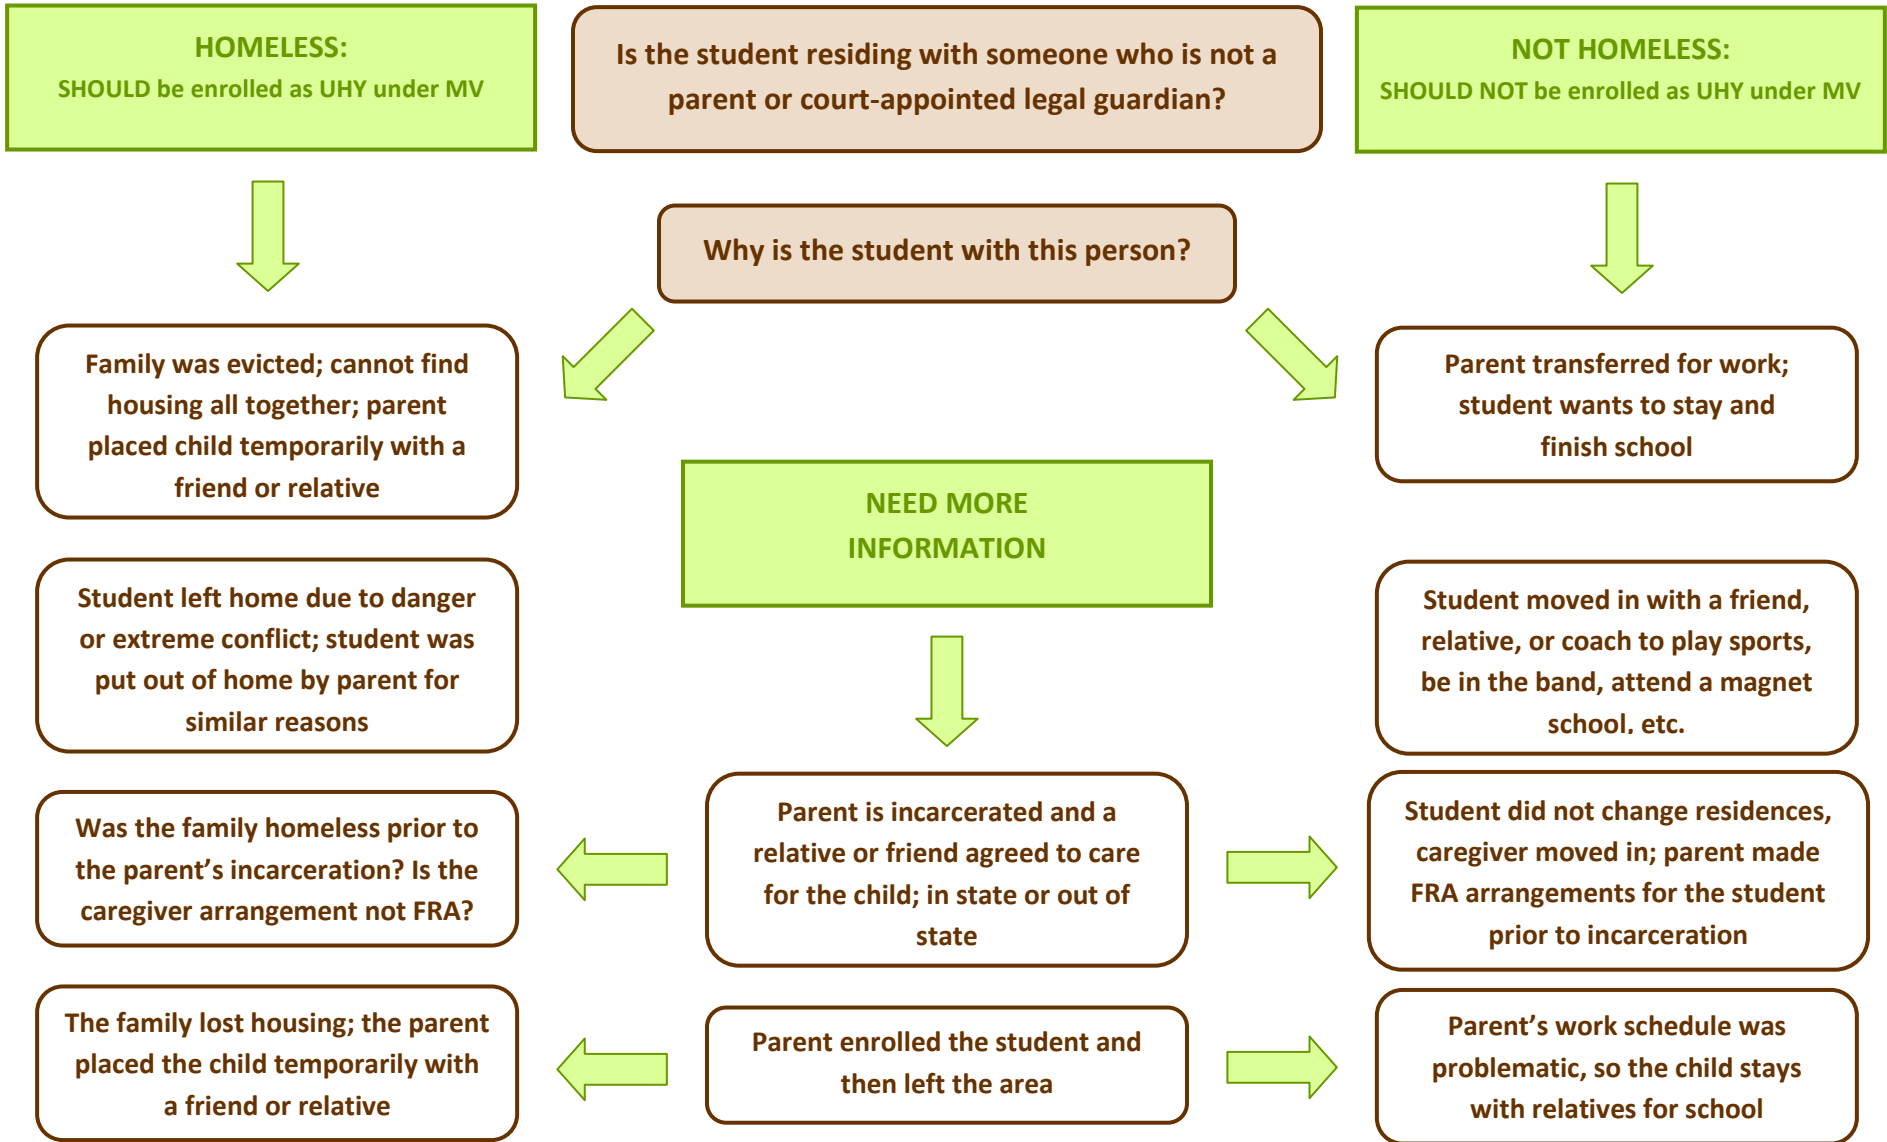 HOMELESS:
SHOULD be enrolled as UHY under MV
Is the student residing with someone who is not a
parent or court-appointed legal guardian?
NOT HOMELESS:
SHOULD NOT be enrolled as UHY under MV
Why is the student with this person?
Family was evicted; cannot find
housing all together; parent
placed child temporarily with a
friend or relative
Parent transferred for work;
student wants to stay and
finish school
NEED MORE
INFORMATION
Student left home due to danger
or extreme conflict; student was
put out of home by parent for
similar reasons
Student moved in with a friend,
relative, or coach to play sports,
be in the band, attend a magnet
school, etc.
Was the family homeless prior to
the parent’s incarceration? Is the
caregiver arrangement not FRA?
Parent is incarcerated and a
relative or friend agreed to care
for the child; in state or out of
state
Student did not change residences,
caregiver moved in; parent made
FRA arrangements for the student
prior to incarceration
The family lost housing; the parent
placed the child temporarily with
a friend or relative
Parent enrolled the student and
then left the area
Parent’s work schedule was
problematic, so the child stays
with relatives for school